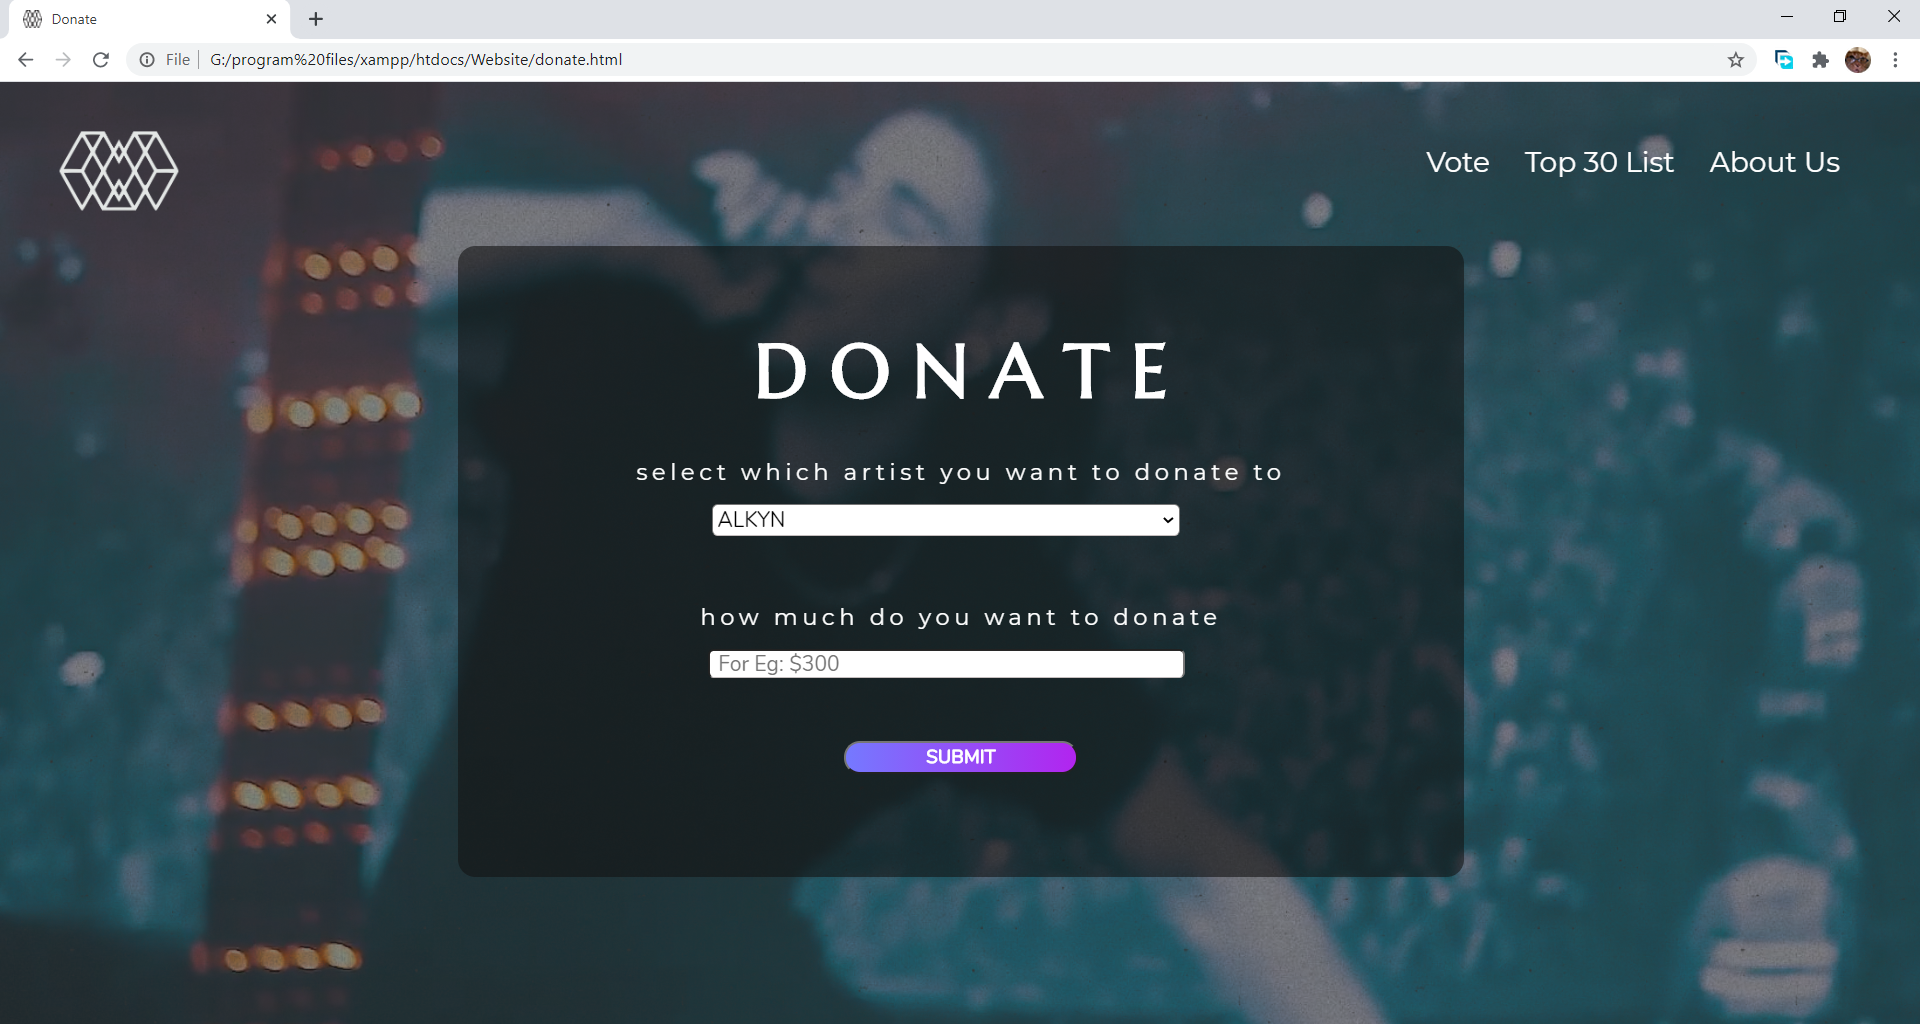 Donate
File
G:/program%20files/xampp/htdocs/Website/donate.html
Vote Top 30 List About Us
DONATE
select which artist you want to donate to
ALKYN
how much do you want to donate
For Eg: $300
SUBMIT